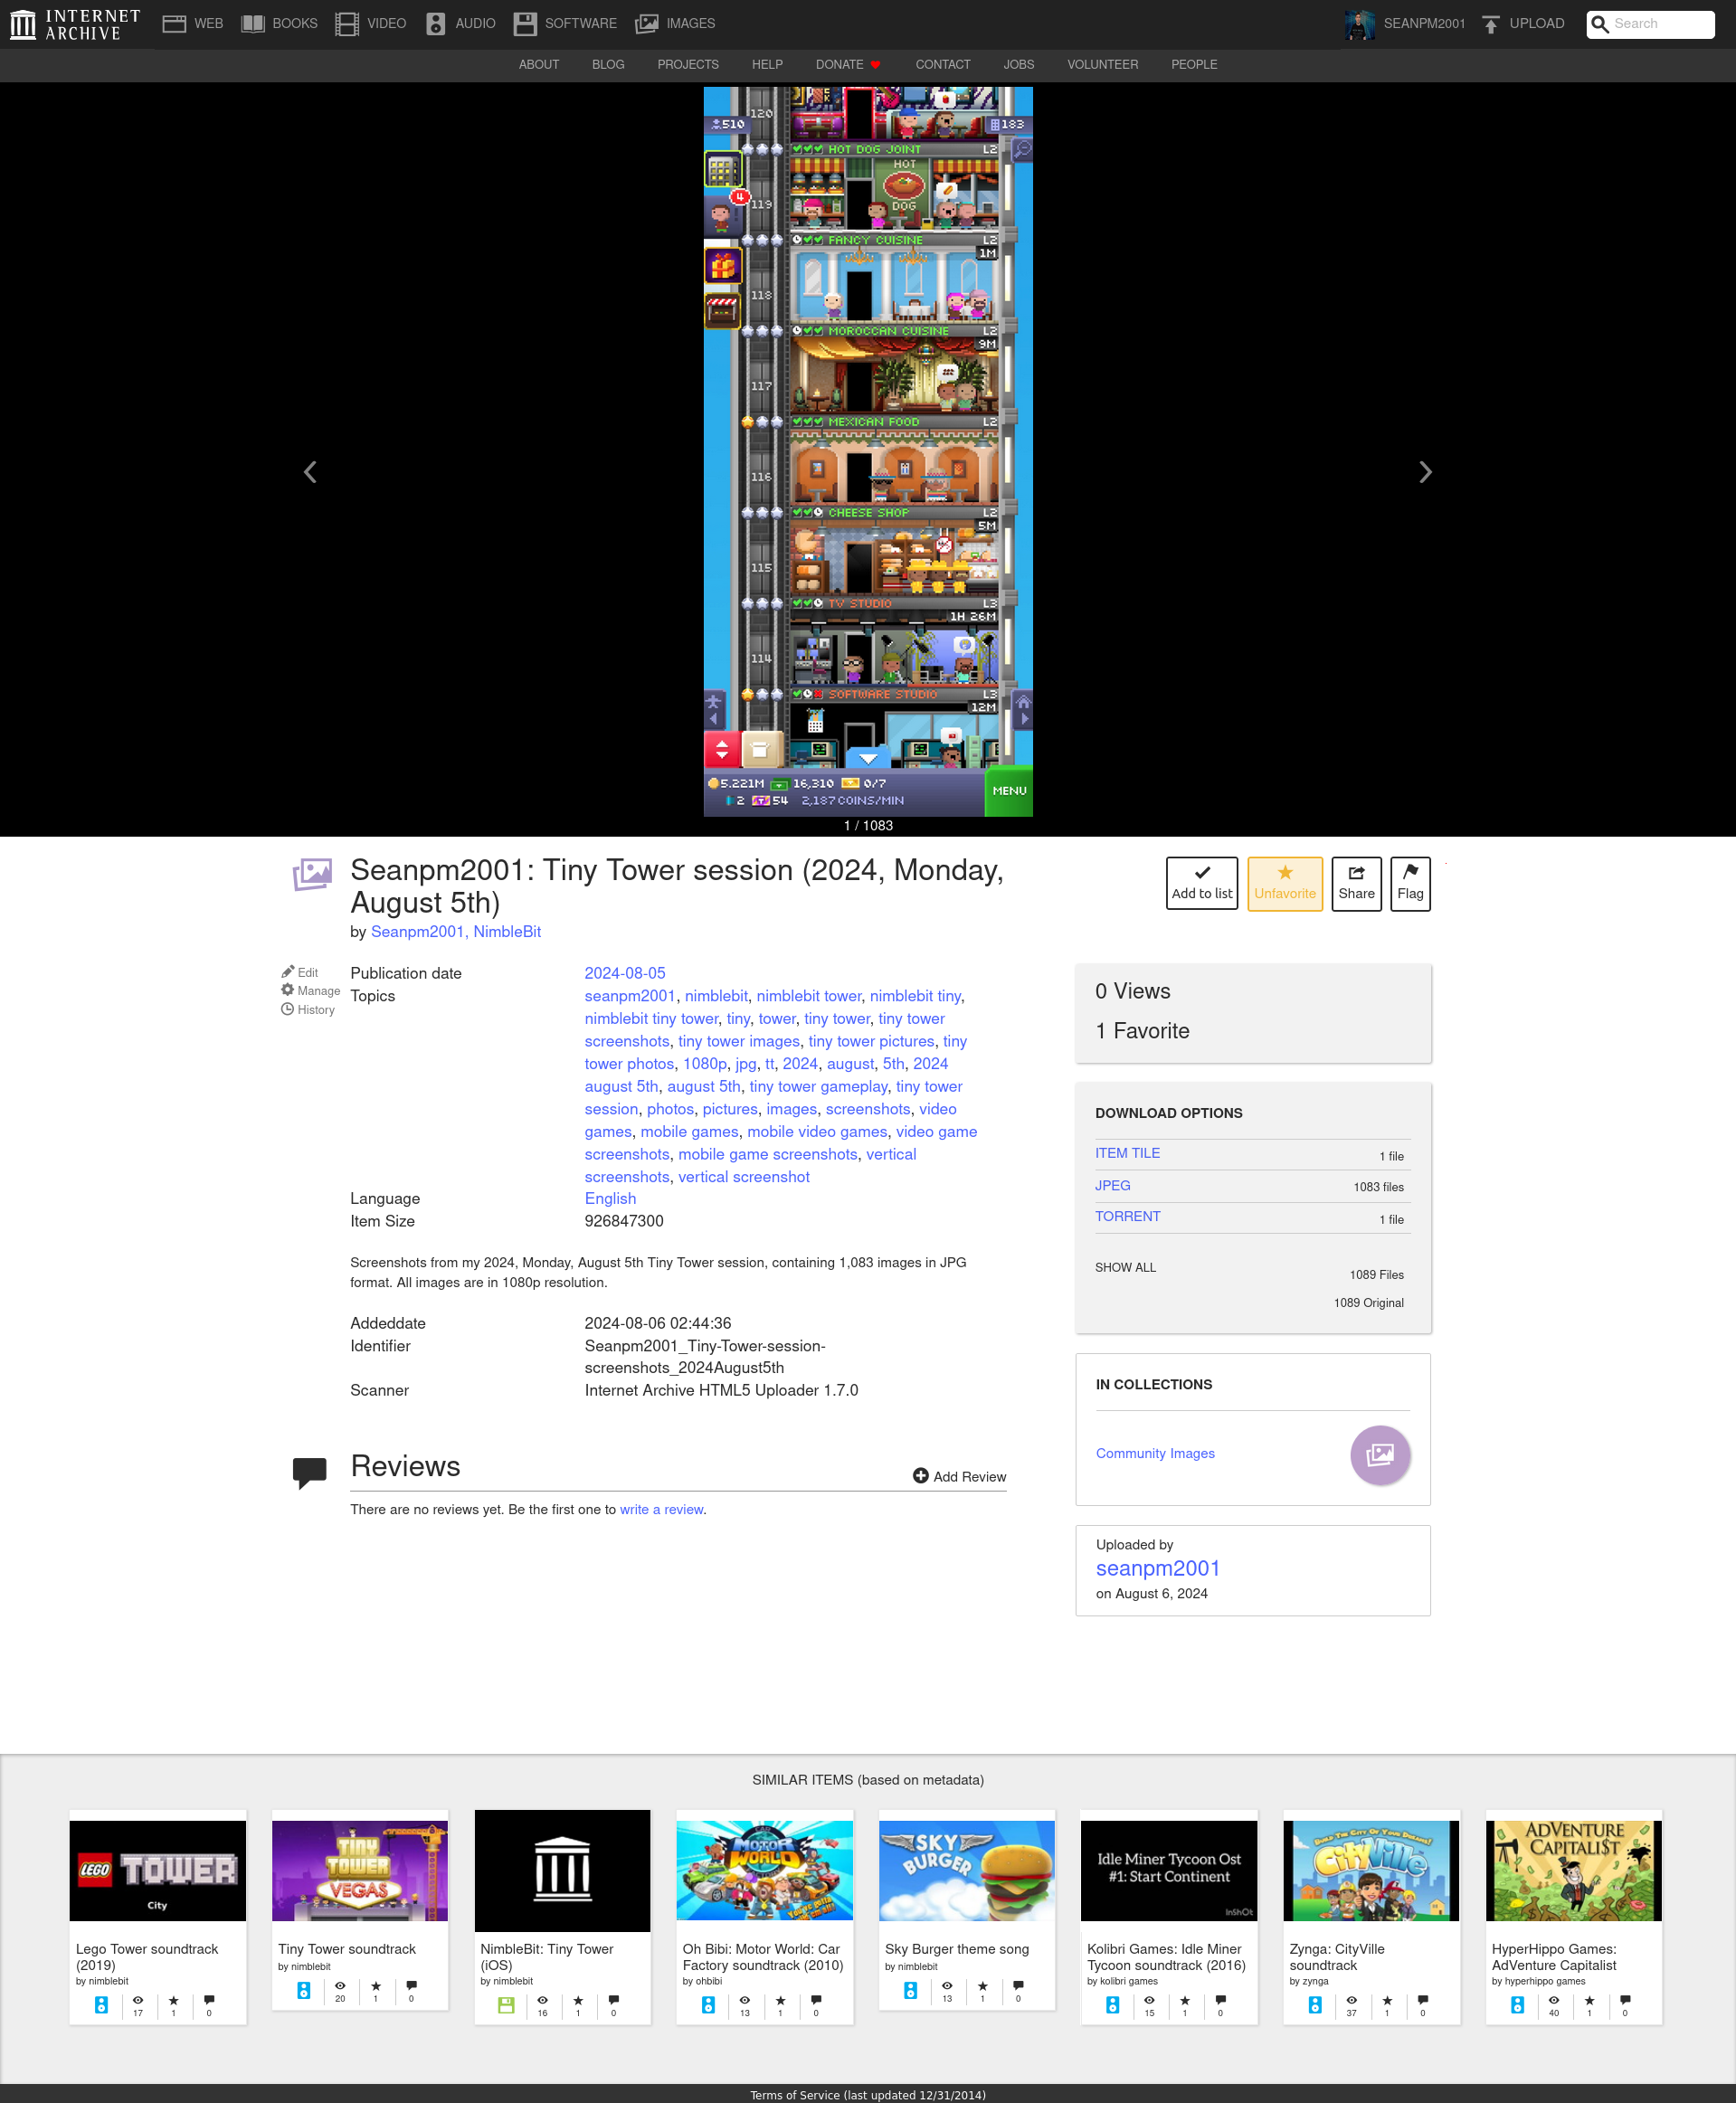 INTERNET ARCHIVE
WEB BOOKS VIDEO AUDIO SOFTWARE IMAGES SEANPM2001 UPLOAD Search
ABOUT BLOG PROJECTS HELP DONATE CONTACT JOBS VOLUNTEER PEOPLE
120
510 183
HOT DOG JOINT L2
HOT
4 119
DOG
FANCY CUISINE L2
1M
118
MOROCCAN CUISINE L2
9M
117
MEXICAN FOOD L2
116
CHEESE SHOP L2
5M
115
TV STUDIO L3
1H 26M
114
SOFTWARE STUDIO L3
12M
5.221M 16,310 0/7
MENU
2 54 2,187 COINS/MIN
1 / 1083
Seanpm2001: Tiny Tower session (2024, Monday,
August 5th)
by Seanpm2001, NimbleBit
Add to list Unfavorite Share Flag
Edit
Manage
History
Publication date 2024-08-05
Topics seanpm2001, nimblebit, nimblebit tower, nimblebit tiny,
nimblebit tiny tower, tiny, tower, tiny tower, tiny tower
screenshots, tiny tower images, tiny tower pictures, tiny
tower photos, 1080p, jpg, tt, 2024, august, 5th, 2024
august 5th, august 5th, tiny tower gameplay, tiny tower
session, photos, pictures, images, screenshots, video
games, mobile games, mobile video games, video game
screenshots, mobile game screenshots, vertical
screenshots, vertical screenshot
Language English
Item Size 926847300
Screenshots from my 2024, Monday, August 5th Tiny Tower session, containing 1,083 images in JPG
format. All images are in 1080p resolution.
Addeddate 2024-08-06 02:44:36
Identifier Seanpm2001_Tiny-Tower-session-
screenshots_2024August5th
Scanner Internet Archive HTML5 Uploader 1.7.0
Reviews
Add Review
There are no reviews yet. Be the first one to write a review.
0 Views
1 Favorite
DOWNLOAD OPTIONS
ITEM TILE 1 file
JPEG 1083 files
TORRENT 1 file
SHOW ALL 1089 Files
1089 Original
IN COLLECTIONS
Community Images
Uploaded by
seanpm2001
on August 6, 2024
SIMILAR ITEMS (based on metadata)
LEGO TOWER
City
Lego Tower soundtrack
(2019)
by nimblebit
17 1 0
TINY
TOWER
VEGAS
Tiny Tower soundtrack
by nimblebit
20 1 0
NimbleBit: Tiny Tower
(iOS)
by nimblebit
16 1 0
CAR
MOTOR
WORLD
Oh Bibi: Motor World: Car
Factory soundtrack (2010)
by ohbibi
13 1 0
SKY
BURGER
Sky Burger theme song
by nimblebit
13 1 0
Idle Miner Tycoon Ost
#1: Start Continent
InShOt
Kolibri Games: Idle Miner
Tycoon soundtrack (2016)
by kolibri games
15 1 0
BUILD THE CITY OF YOUR DREAMS!
CityVille
Zynga: CityVille
soundtrack
by zynga
37 1 0
ADVENTURE
CAPITALI$T
HyperHippo Games:
AdVenture Capitalist
by hyperhippo games
40 1 0
Terms of Service (last updated 12/31/2014)